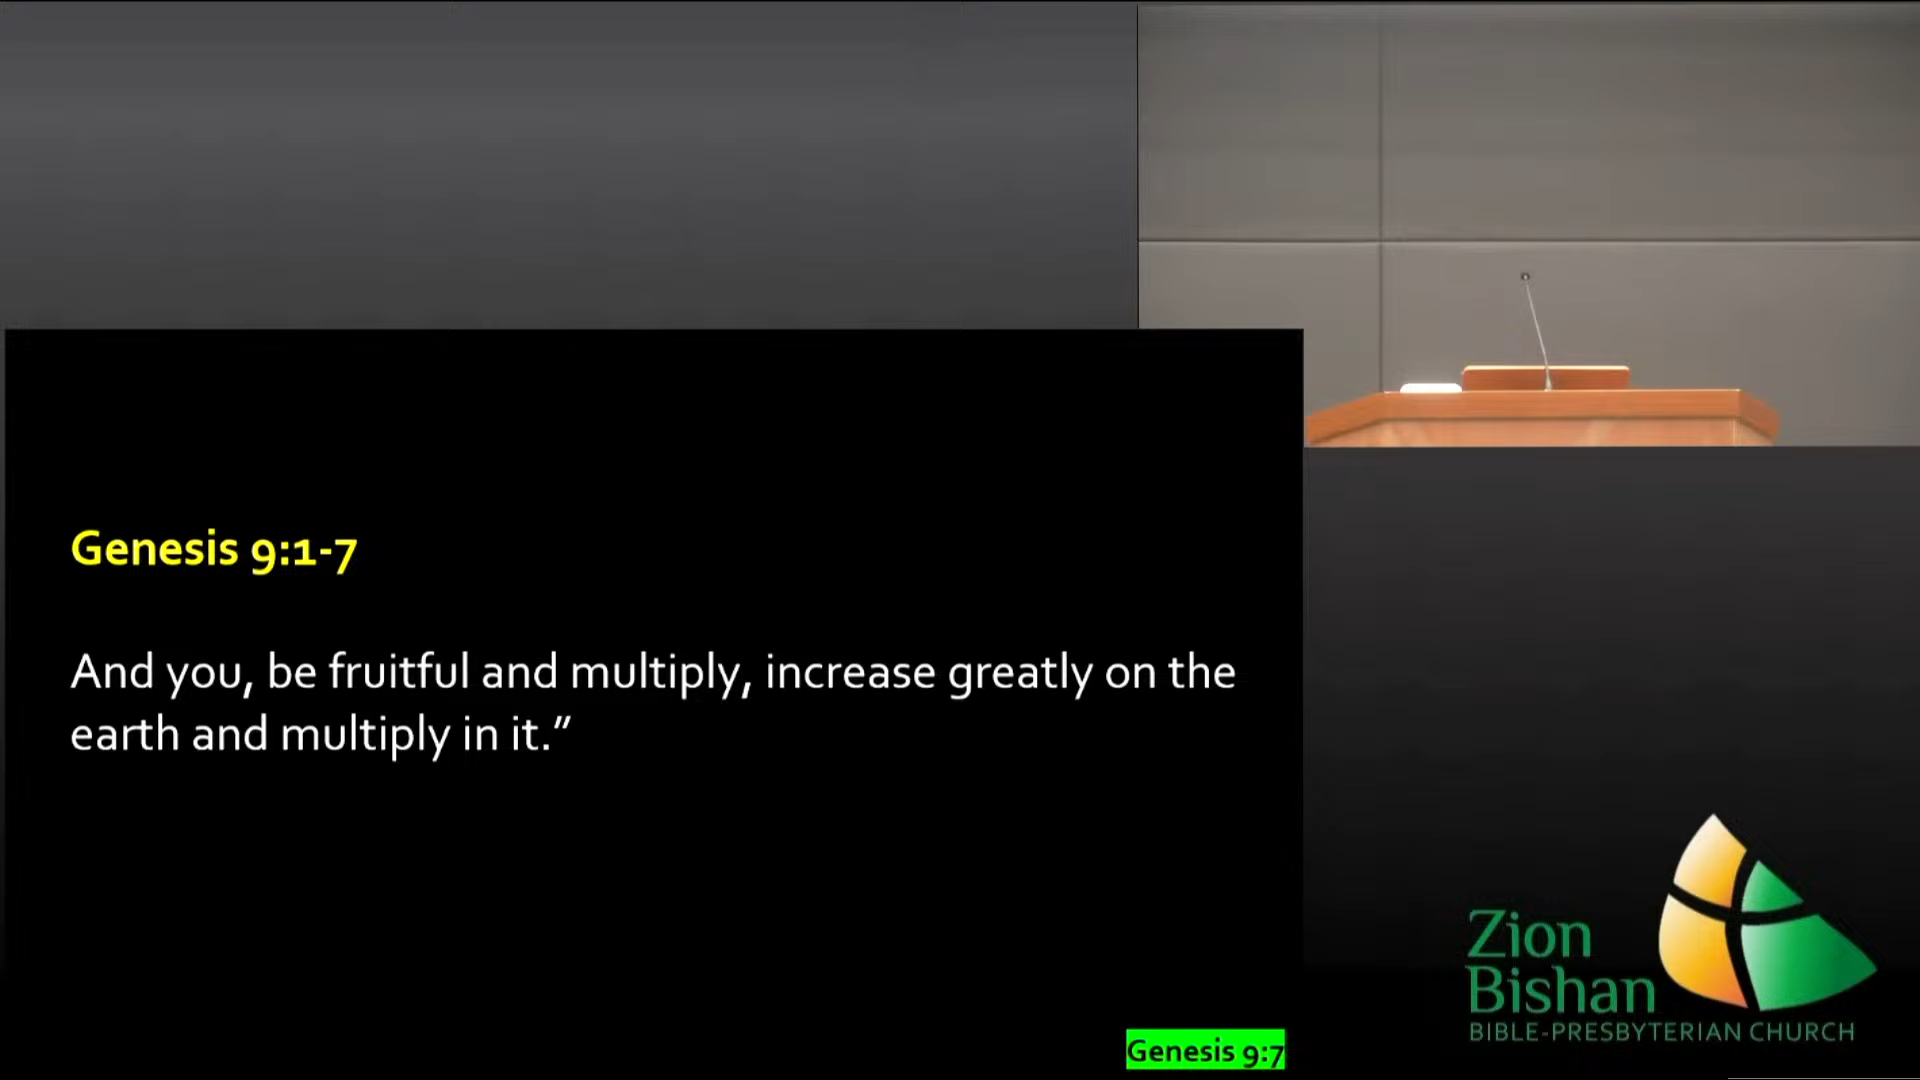 Genesis 9:1-7
And you, be fruitful and multiply, increase greatly on the
earth and multiply in it.”
Zion
Bishan
BIBLE-PRESBYTERIAN CHURCH
Genesis 9:7